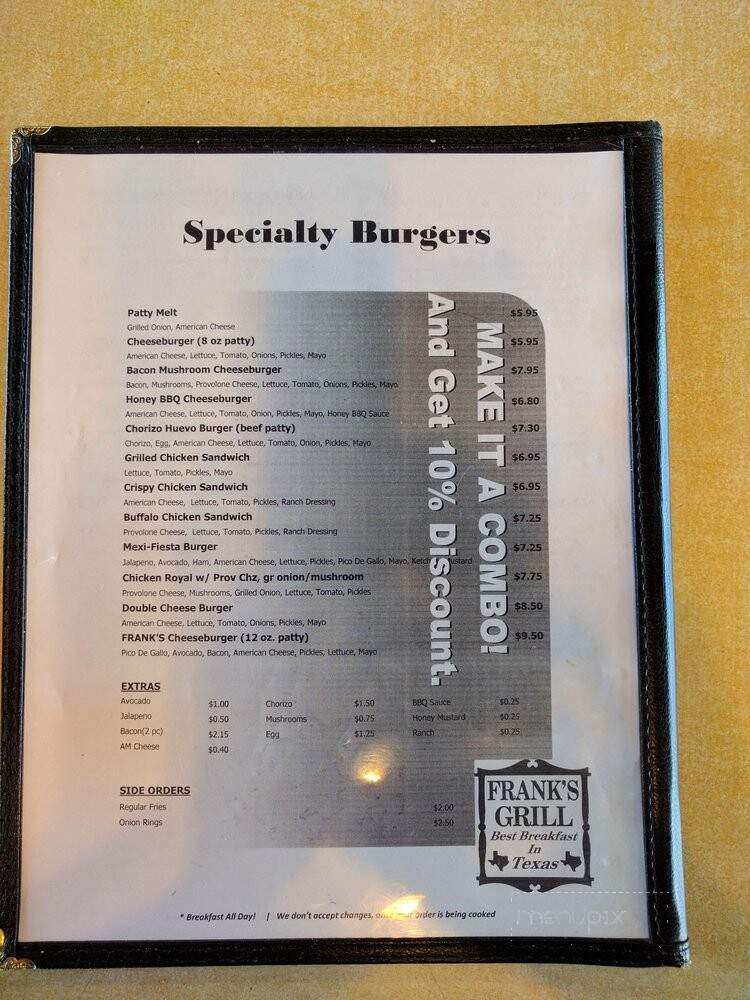 Specialty Burgers
Patty Melt $5.95
Grilled Onion, American Cheese
Cheeseburger (8 oz patty) $5.95
American Cheese, Lettuce, Tomato, Onions, Pickles, Mayo
Bacon Mushroom Cheeseburger $7.95
Bacon, Mushrooms, Provolone Cheese, Lettuce, Tomato, Onions, Pickles, Mayo
Honey BBQ Cheeseburger $6.80
American Cheese, Lettuce, Tomato, Onion, Pickles, Mayo, Honey BBQ Sauce
Chorizo Huevo Burger (beef patty) $7.30
Chorizo, Egg, American Cheese, Lettuce, Tomato, Onion, Pickles, Mayo
Grilled Chicken Sandwich $6.95
Lettuce, Tomato, Pickles, Mayo
Crispy Chicken Sandwich $6.95
American Cheese, Lettuce, Tomato, Pickles, Ranch Dressing
Buffalo Chicken Sandwich $7.25
Provolone Cheese, Lettuce, Tomato, Pickles, Ranch Dressing
Mexi-Fiesta Burger $7.25
Jalapeno, Avocado, Ham, American Cheese, Lettuce, Pickles, Pico De Gallo, Mayo,
Chicken Royal w/ Prov Chz, gr onion/mushroom $7.75
Provolone Cheese, Mushrooms, Grilled Onion, Lettuce, Tomato, Pickles
Double Cheese Burger $8.50
American Cheese, Lettuce, Tomato, Onions, Pickles, Mayo
FRANK'S Cheeseburger (12 oz. patty) $9.50
Pico De Gallo, Avocado, Bacon, American Cheese, Pickles, Lettuce, Mayo
MAKE IT A COMBO!
And Get 10% Discount.
EXTRAS
Avocado $1.00 Chorizo $1.50 BBQ Sauce $0.25
Jalapeno $0.50 Mushrooms $0.75 Honey Mustard $0.25
Bacon(2 pc) $2.15 Egg $1.25 Ranch $0.25
AM Cheese $0.40
SIDE ORDERS
Regular Fries $2.00
Onion Rings $2.50
FRANK'S
GRILL
Best Breakfast
In
Texas
* Breakfast All Day! | We don't accept changes, order is being cooked
menupix